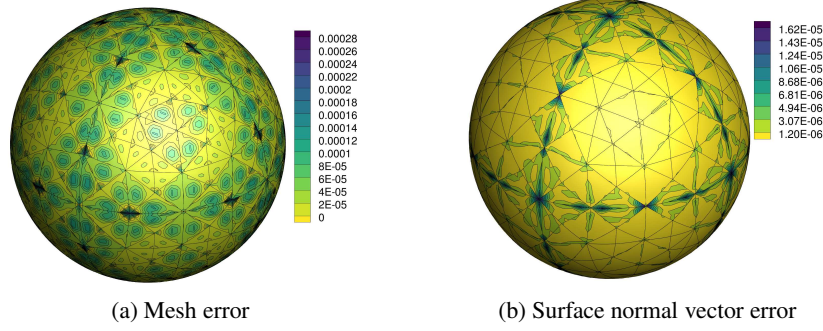 0.00028
0.00026
0.00024
0.00022
0.0002
0.00018
0.00016
0.00014
0.00012
0.0001
8E-05
6E-05
4E-05
2E-05
0
1.62E-05
1.43E-05
1.24E-05
1.06E-05
8.68E-06
6.81E-06
4.94E-06
3.07E-06
1.20E-06
(a) Mesh error
(b) Surface normal vector error